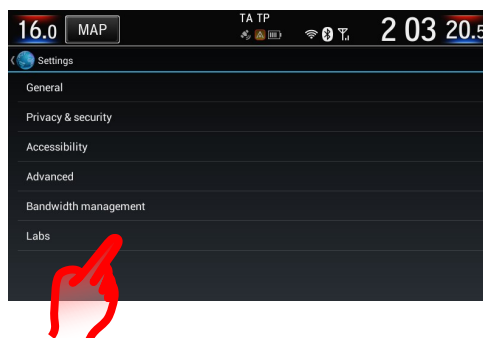 TA TP
16.0 MAP 2 03 20.5
Settings
General
Privacy & security
Accessibility
Advanced
Bandwidth management
Labs